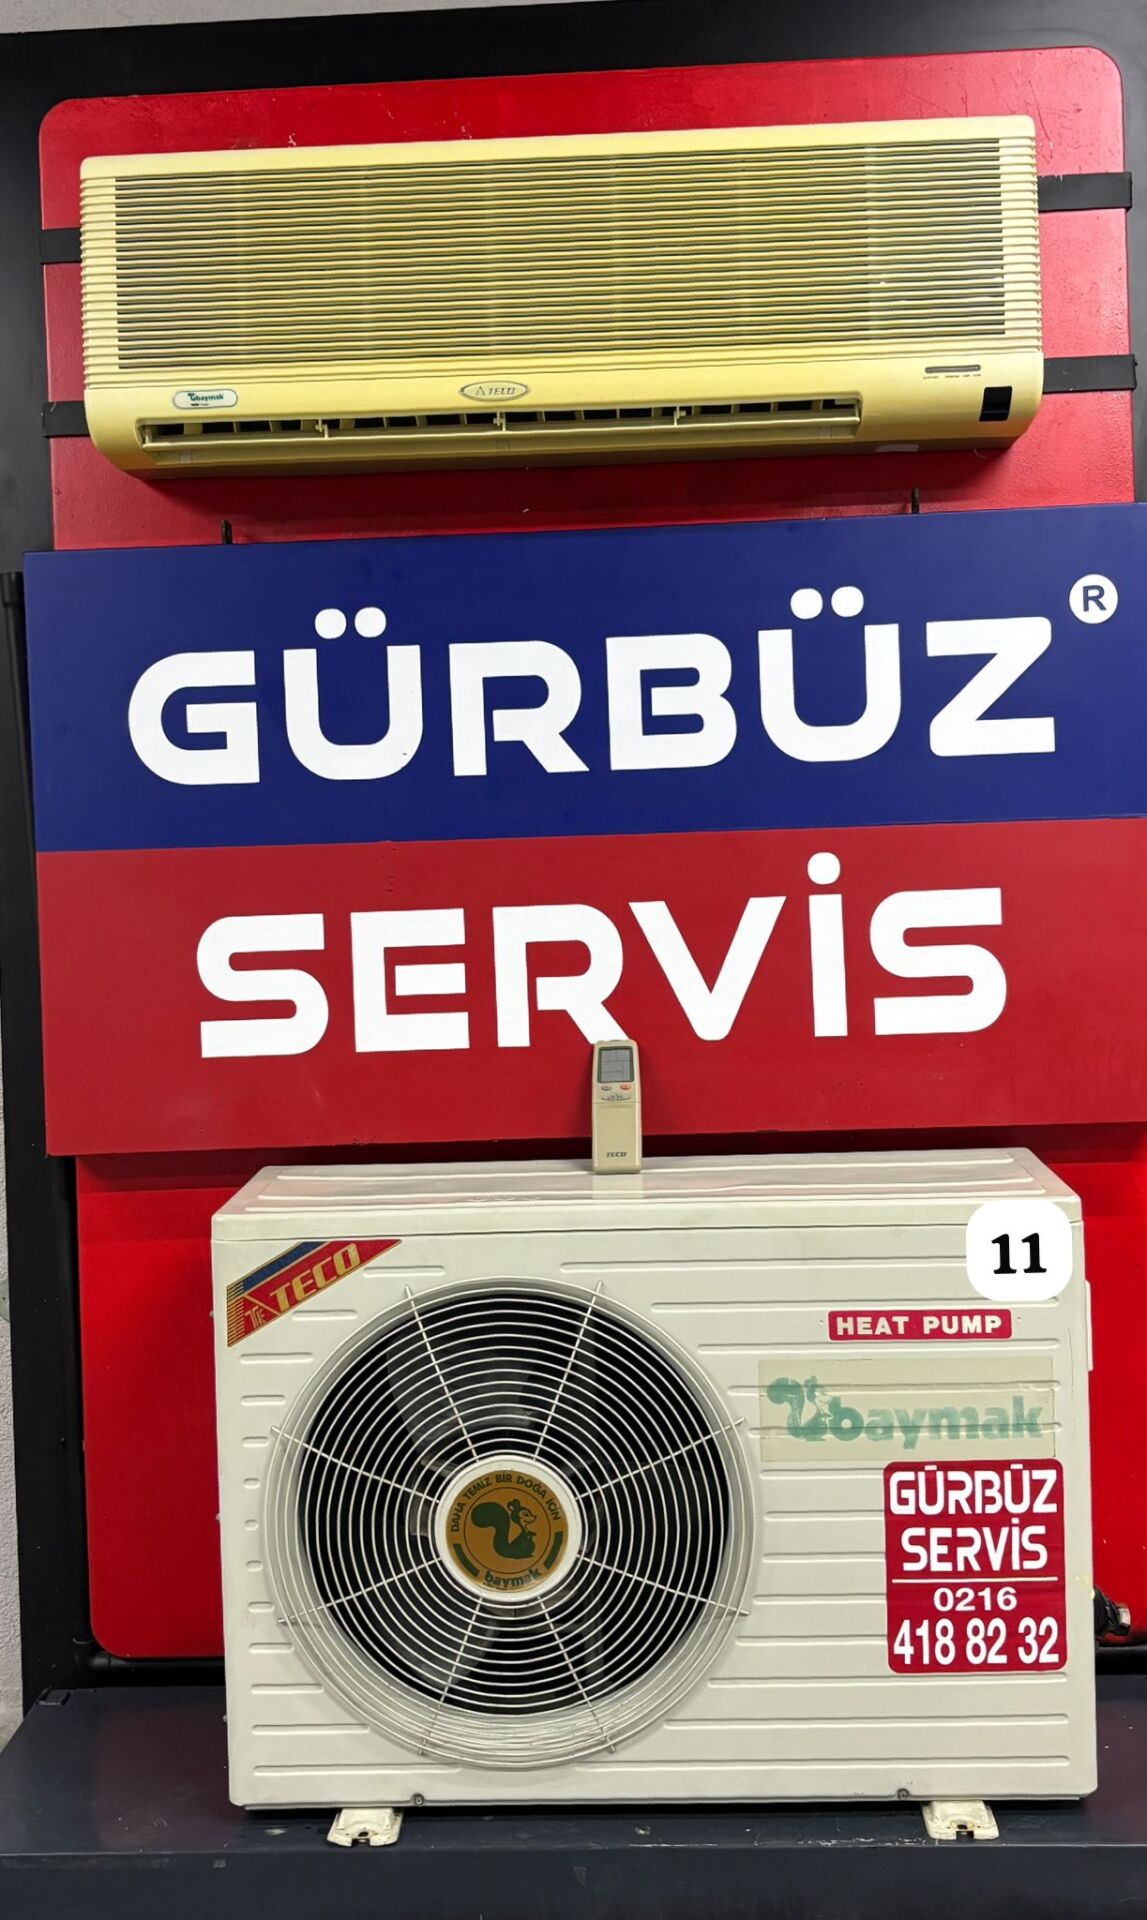 baymak
TECO
GÜRBÜZ
®
SERVİS
TECO
11
TECO
HEAT PUMP
baymak
GÜRBÜZ
SERVİS
0216
418 82 32
DAHA TEMİZ BİR DOĞA İÇİN
baymak